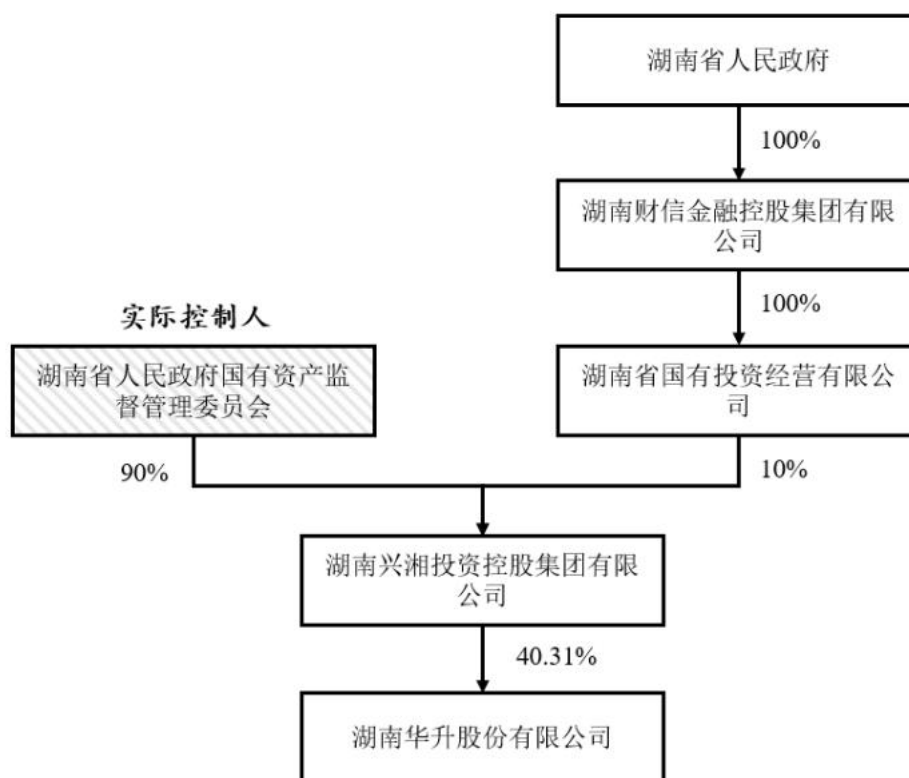 湖南省人民政府
100%
湖南财信金融控股集团有限
公司
100%
实际控制人
湖南省人民政府国有资产监
督管理委员会
湖南省国有投资经营有限公
司
90%
10%
湖南兴湘投资控股集团有限
公司
40.31%
湖南华升股份有限公司